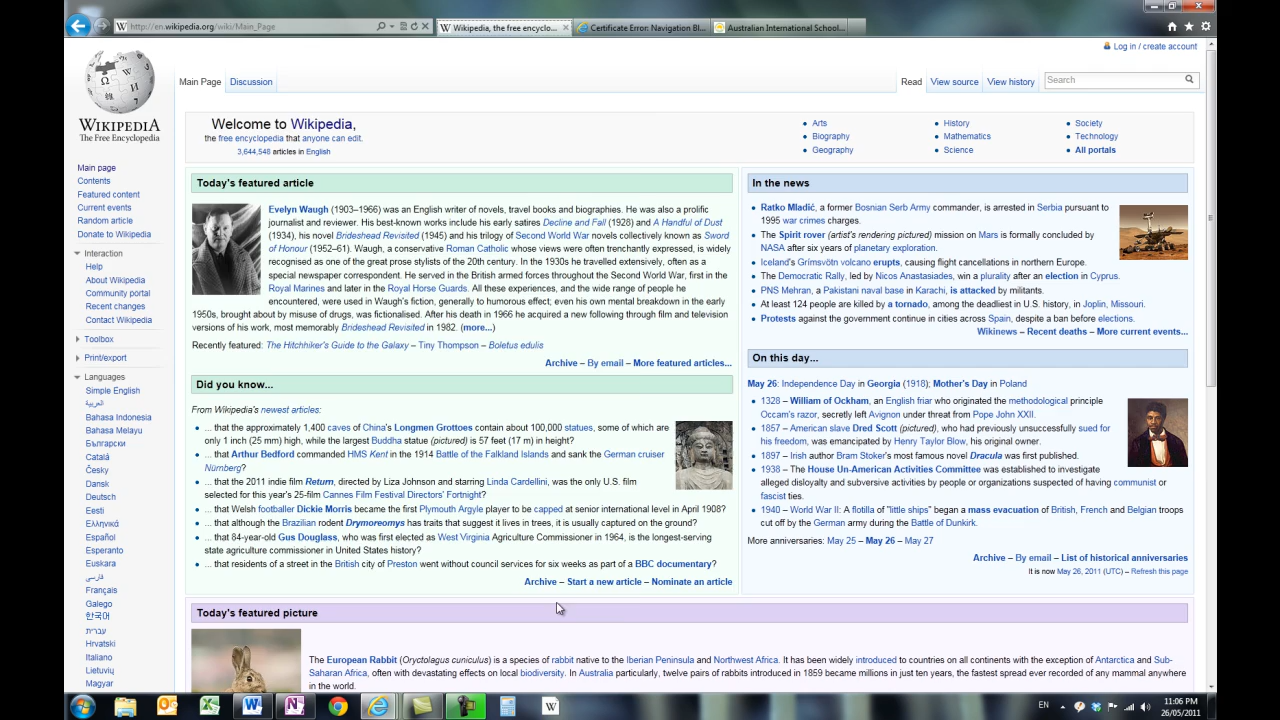 http://en.wikipedia.org/wiki/Main_Page
Wikipedia, the free encyclo...
Certificate Error: Navigation Bl...
Australian International School...
Log in / create account
WIKIPEDIA
The Free Encyclopedia
Main Page
Discussion
Read
View source
View history
Search
Main page
Contents
Featured content
Current events
Random article
Donate to Wikipedia
Interaction
Help
About Wikipedia
Community portal
Recent changes
Contact Wikipedia
Toolbox
Print/export
Languages
Simple English
العربية
Bahasa Indonesia
Bahasa Melayu
Български
Català
Česky
Dansk
Deutsch
Eesti
Ελληνικά
Español
Esperanto
Euskara
فارسی
Français
Galego
한국어
עברית
Hrvatski
Italiano
Lietuvių
Magyar
Welcome to Wikipedia,
the free encyclopedia that anyone can edit.
3,644,548 articles in English
Arts
Biography
Geography
History
Mathematics
Science
Society
Technology
All portals
Today's featured article
Evelyn Waugh (1903–1966) was an English writer of novels, travel books and biographies. He was also a prolific
journalist and reviewer. His best-known works include his early satires Decline and Fall (1928) and A Handful of Dust
(1934), his novel Brideshead Revisited (1945) and his trilogy of Second World War novels collectively known as Sword
of Honour (1952–61). Waugh, a conservative Roman Catholic whose views were often trenchantly expressed, is widely
recognised as one of the great prose stylists of the 20th century. In the 1930s he travelled extensively, often as a
special newspaper correspondent. He served in the British armed forces throughout the Second World War, first in the
Royal Marines and later in the Royal Horse Guards. All these experiences, and the wide range of people he
encountered, were used in Waugh's fiction, generally to humorous effect; even his own mental breakdown in the early
1950s, brought about by misuse of drugs, was fictionalised. After his death in 1966 he acquired a new following through film and television
versions of his work, most memorably Brideshead Revisited in 1982. (more...)
Recently featured: The Hitchhiker's Guide to the Galaxy – Tiny Thompson – Boletus edulis
Archive – By email – More featured articles...
Did you know...
From Wikipedia's newest articles:
... that the approximately 1,400 caves of China's Longmen Grottoes contain about 100,000 statues, some of which are
only 1 inch (25 mm) high, while the largest Buddha statue (pictured) is 57 feet (17 m) in height?
... that Arthur Bedford commanded HMS Kent in the 1914 Battle of the Falkland Islands and sank the German cruiser
Nürnberg?
... that the 2011 indie film Return, directed by Liza Johnson and starring Linda Cardellini, was the only U.S. film
selected for this year's 25-film Cannes Film Festival Directors' Fortnight?
... that Welsh footballer Dickie Morris became the first Plymouth Argyle player to be capped at senior international level in April 1908?
... that although the Brazilian rodent Drymoreomys has traits that suggest it lives in trees, it is usually captured on the ground?
... that 84-year-old Gus Douglass, who was first elected as West Virginia Agriculture Commissioner in 1964, is the longest-serving
state agriculture commissioner in United States history?
... that residents of a street in the British city of Preston went without council services for six weeks as part of a BBC documentary?
Archive – Start a new article – Nominate an article
In the news
Ratko Mladić, a former Bosnian Serb Army commander, is arrested in Serbia pursuant to
1995 war crimes charges.
The Spirit rover (artist's rendering pictured) mission on Mars is formally concluded by
NASA after six years of planetary exploration.
Iceland's Grímsvötn volcano erupts, causing flight cancellations in northern Europe.
The Democratic Rally, led by Nicos Anastasiades, win a plurality after an election in Cyprus.
PNS Mehran, a Pakistani naval base in Karachi, is attacked by militants.
At least 124 people are killed by a tornado, among the deadliest in U.S. history, in Joplin, Missouri.
Protests against the government continue in cities across Spain, despite a ban before elections.
Wikinews – Recent deaths – More current events...
On this day...
May 26: Independence Day in Georgia (1918); Mother's Day in Poland
1328 – William of Ockham, an English friar who originated the methodological principle
Occam's razor, secretly left Avignon under threat from Pope John XXII.
1857 – American slave Dred Scott (pictured), who had previously unsuccessfully sued for
his freedom, was emancipated by Henry Taylor Blow, his original owner.
1897 – Irish author Bram Stoker's most famous novel Dracula was first published.
1938 – The House Un-American Activities Committee was established to investigate
alleged disloyalty and subversive activities by people or organizations suspected of having communist or
fascist ties.
1940 – World War II: A flotilla of "little ships" began a mass evacuation of British, French and Belgian troops
cut off by the German army during the Battle of Dunkirk.
More anniversaries: May 25 – May 26 – May 27
Archive – By email – List of historical anniversaries
It is now May 26, 2011 (UTC) – Refresh this page
Today's featured picture
The European Rabbit (Oryctolagus cuniculus) is a species of rabbit native to the Iberian Peninsula and Northwest Africa. It has been widely introduced to countries on all continents with the exception of Antarctica and Sub-
Saharan Africa, often with devastating effects on local biodiversity. In Australia particularly, twelve pairs of rabbits introduced in 1859 became millions in just ten years, the fastest spread ever recorded of any mammal anywhere
in the world.
EN
11:06 PM
26/05/2011